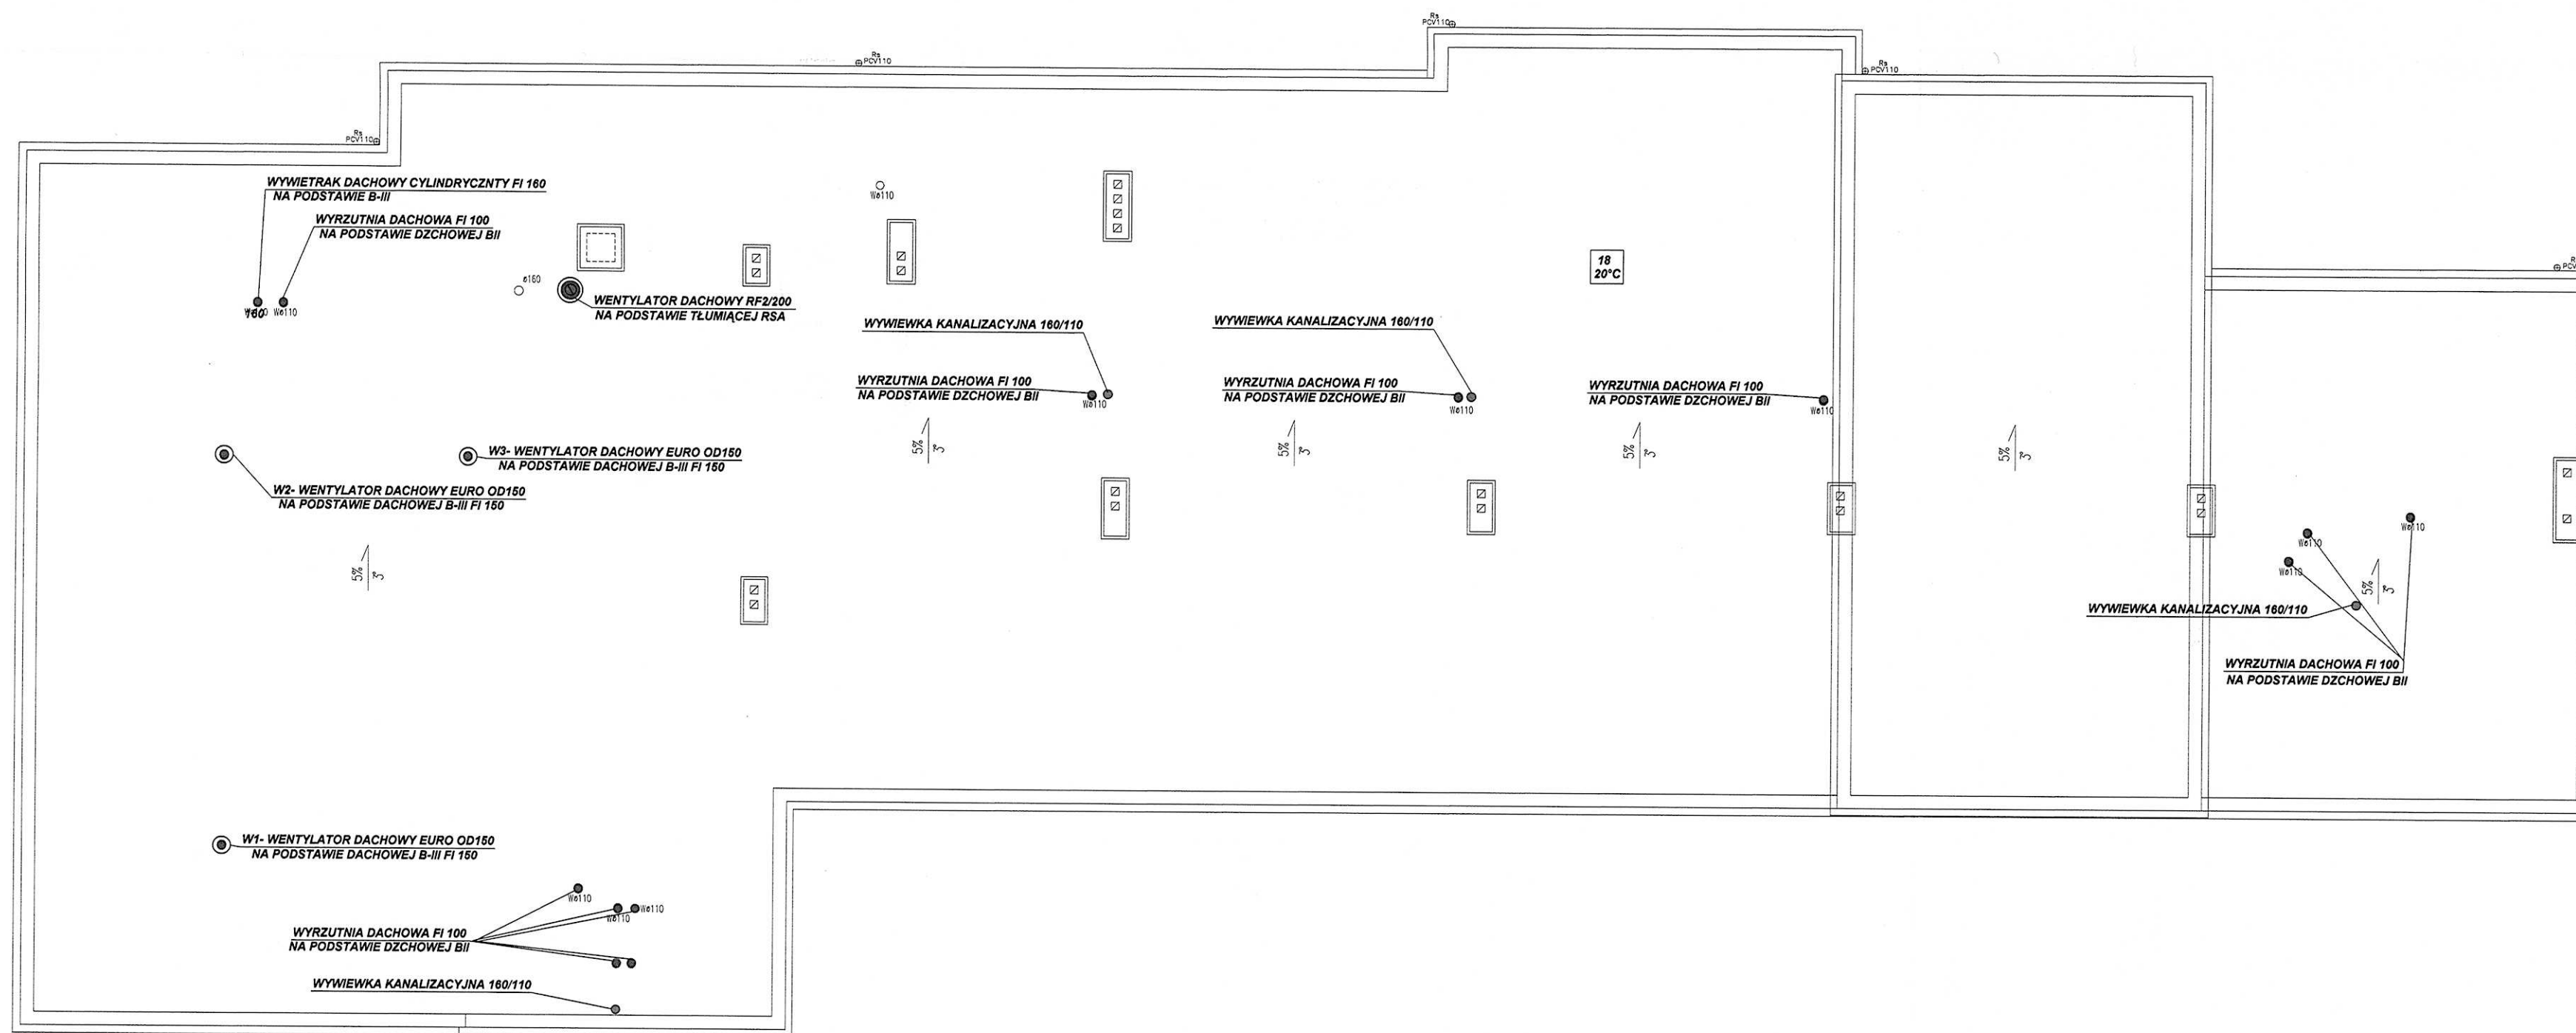 Rs
PCV110
Rs
PCV110
Rs
PCV110
Rs
PCV110
WYWIETRAK DACHOWY CYLINDRYCZNTY FI 160
NA PODSTAWIE B-III
WYRZUTNIA DACHOWA FI 100
NA PODSTAWIE DZCHOWEJ BII
Wø110
18
20°C
ø160
WENTYLATOR DACHOWY RF2/200
NA PODSTAWIE TŁUMIĄCEJ RSA
160
Wø110
WYWIEWKA KANALIZACYJNA 160/110
WYWIEWKA KANALIZACYJNA 160/110
WYRZUTNIA DACHOWA FI 100
NA PODSTAWIE DZCHOWEJ BII
Wø110
WYRZUTNIA DACHOWA FI 100
NA PODSTAWIE DZCHOWEJ BII
Wø110
WYRZUTNIA DACHOWA FI 100
NA PODSTAWIE DZCHOWEJ BII
Wø110
5%
3
5%
3
5%
3
5%
3
W3- WENTYLATOR DACHOWY EURO OD150
NA PODSTAWIE DACHOWEJ B-III FI 150
W2- WENTYLATOR DACHOWY EURO OD150
NA PODSTAWIE DACHOWEJ B-III FI 150
5%
3
Wø110
Wø110
Wø110
5%
3
WYWIEWKA KANALIZACYJNA 160/110
WYRZUTNIA DACHOWA FI 100
NA PODSTAWIE DZCHOWEJ BII
W1- WENTYLATOR DACHOWY EURO OD150
NA PODSTAWIE DACHOWEJ B-III FI 150
Wø110
Wø110
Wø110
WYRZUTNIA DACHOWA FI 100
NA PODSTAWIE DZCHOWEJ BII
WYWIEWKA KANALIZACYJNA 160/110